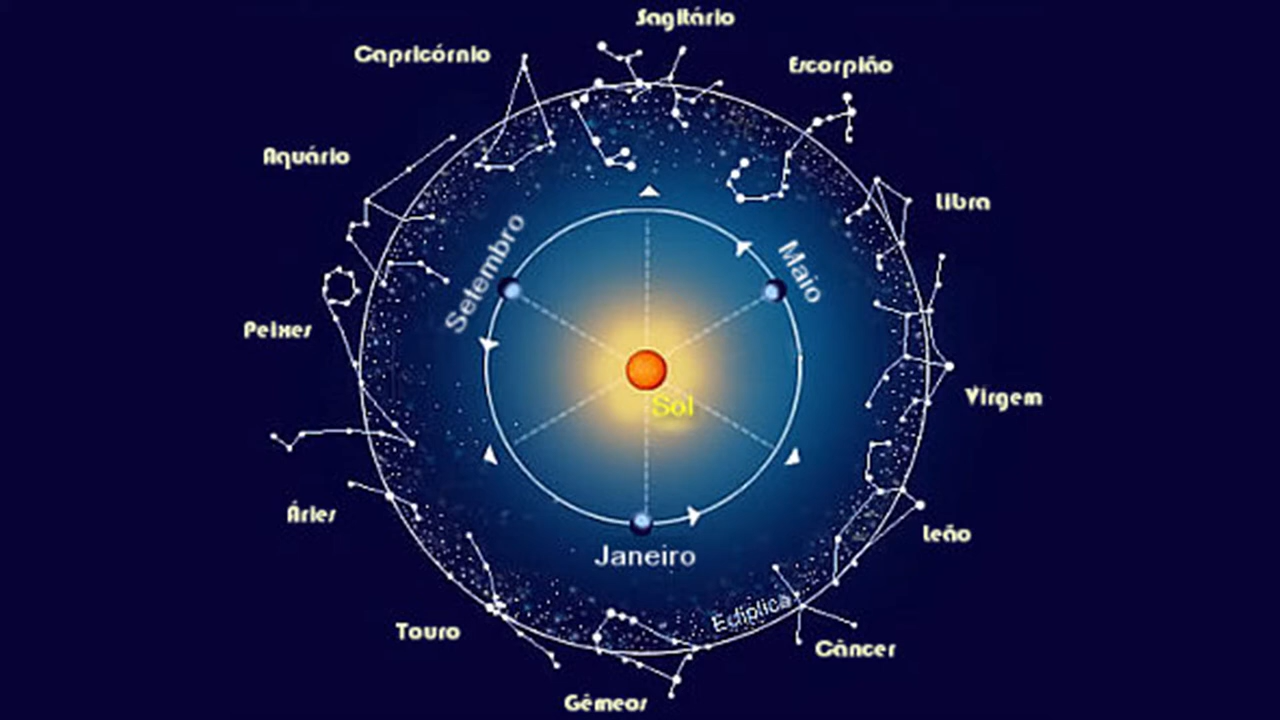 Sagitário
Capricórnio
Escorpião
Aquário
Libra
Setembro
Maio
Peixes
Virgem
Sol
Áries
Leão
Janeiro
Eclíptica
Touro
Câncer
Gêmeos